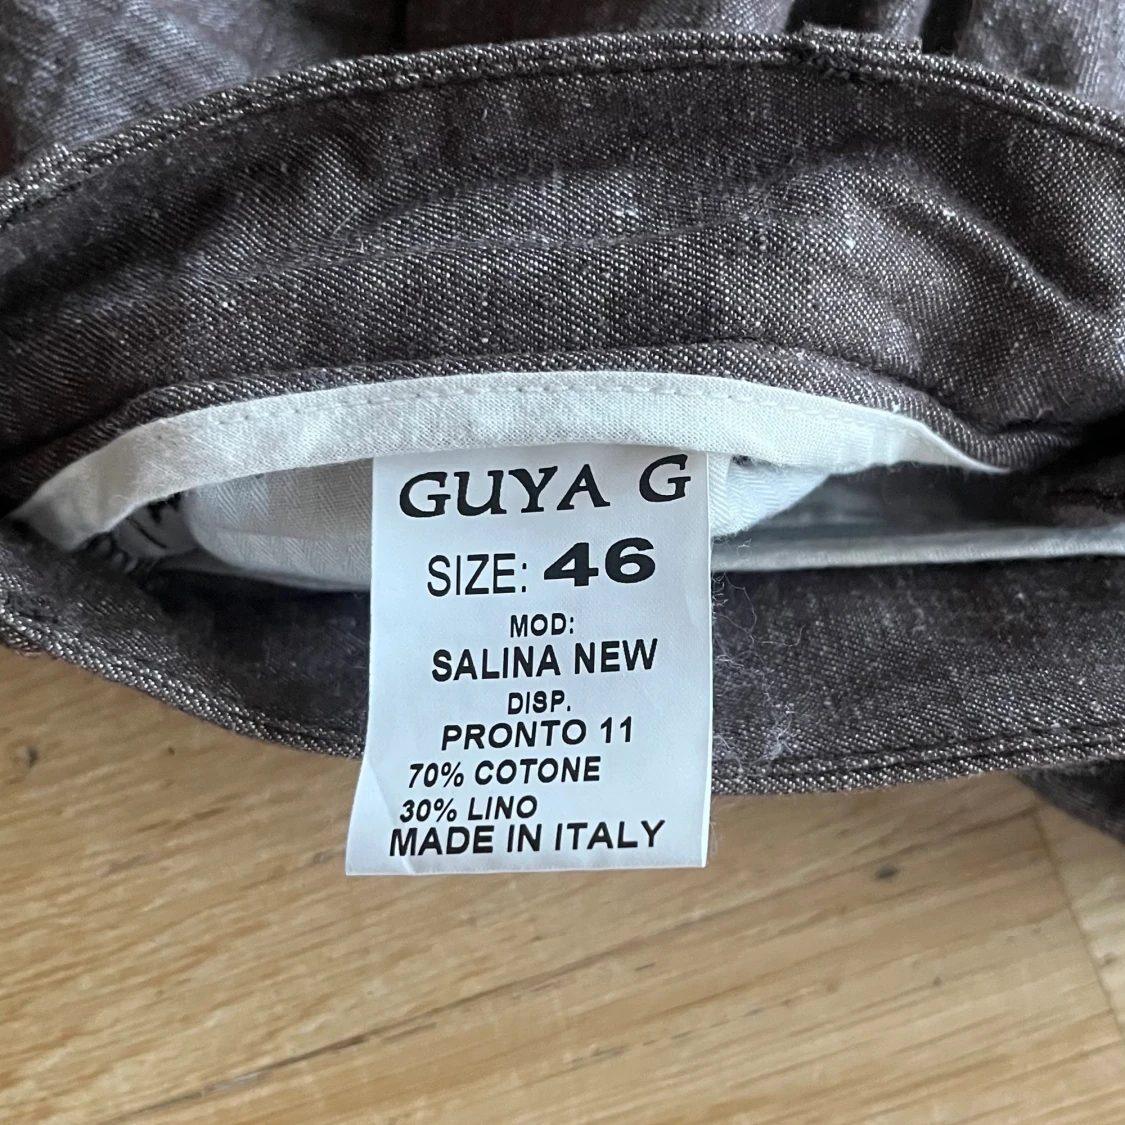 GUYA G
SIZE: 46
MOD:
SALINA NEW
DISP.
PRONTO 11
70% COTONE
30% LINO
MADE IN ITALY